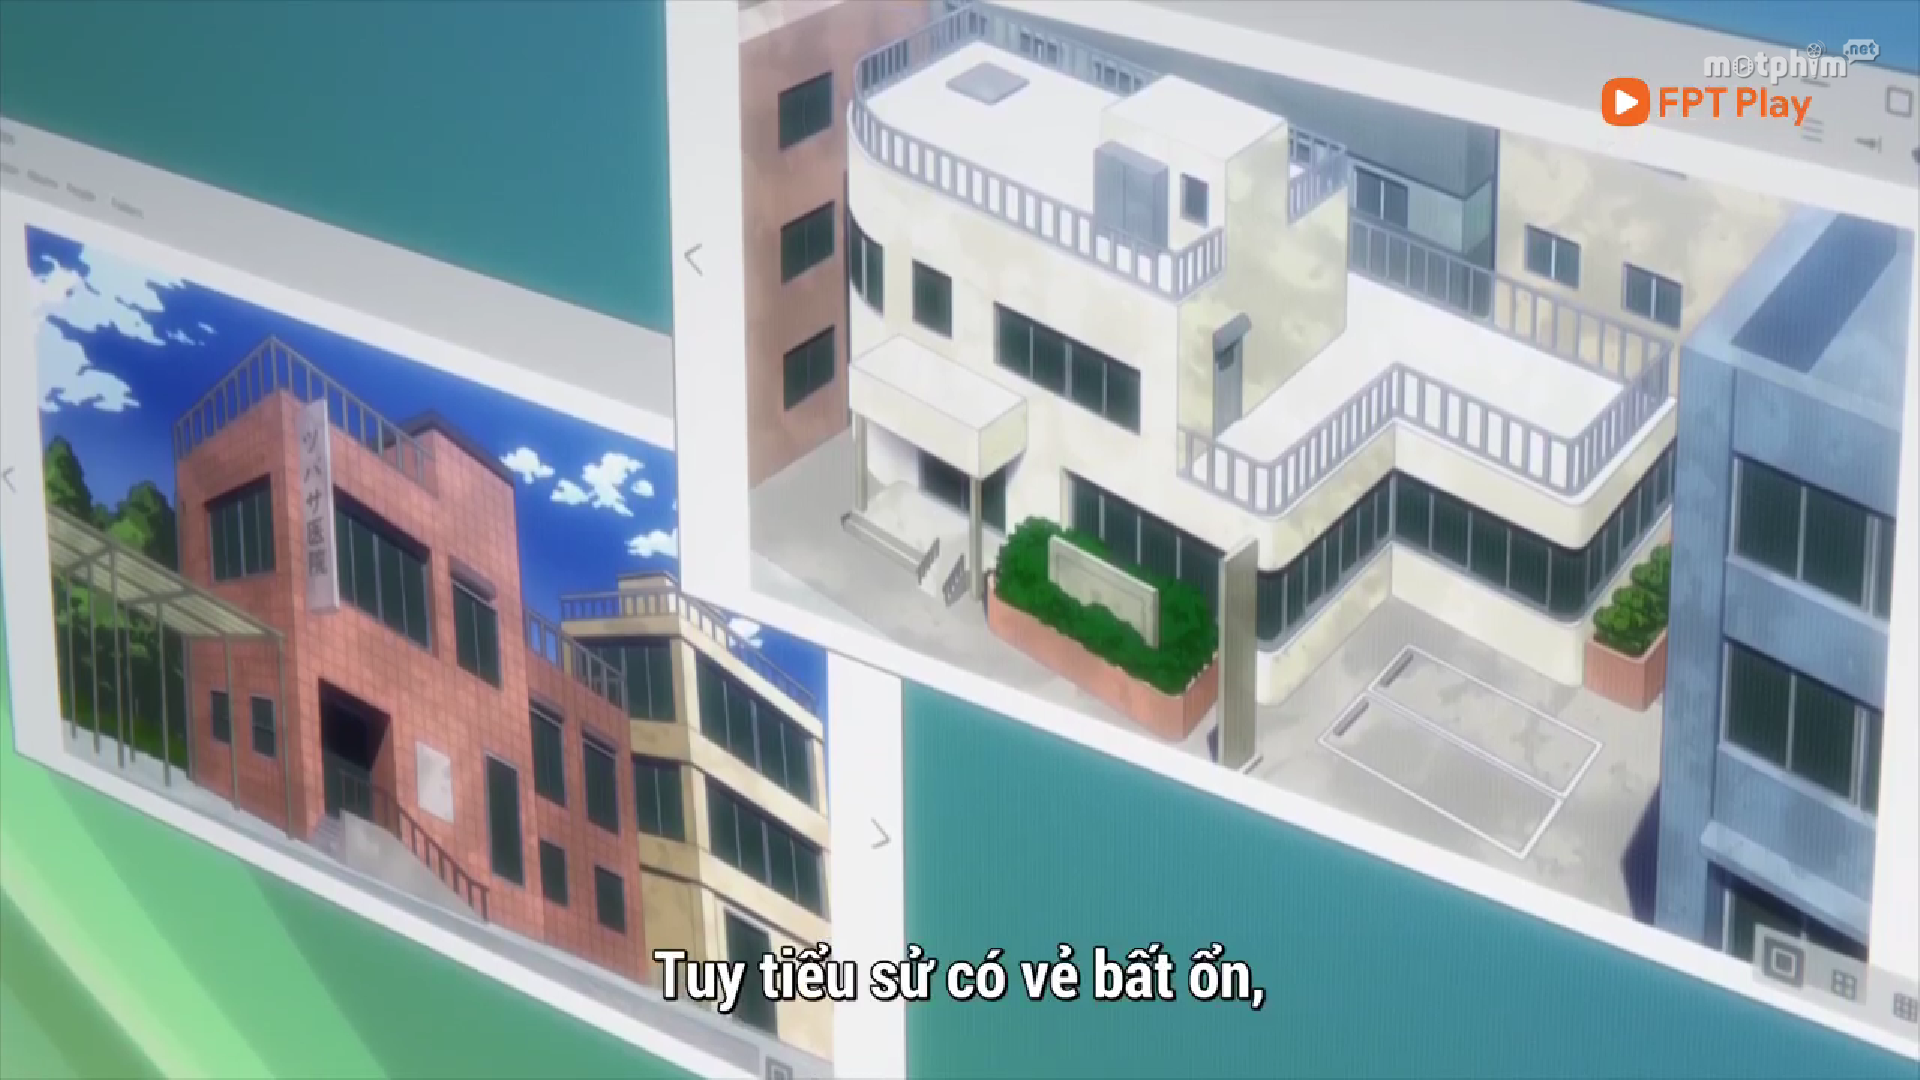 motphim.net
FPT Play
ツバサ医院
Tuy tiểu sử có vẻ bất ổn,